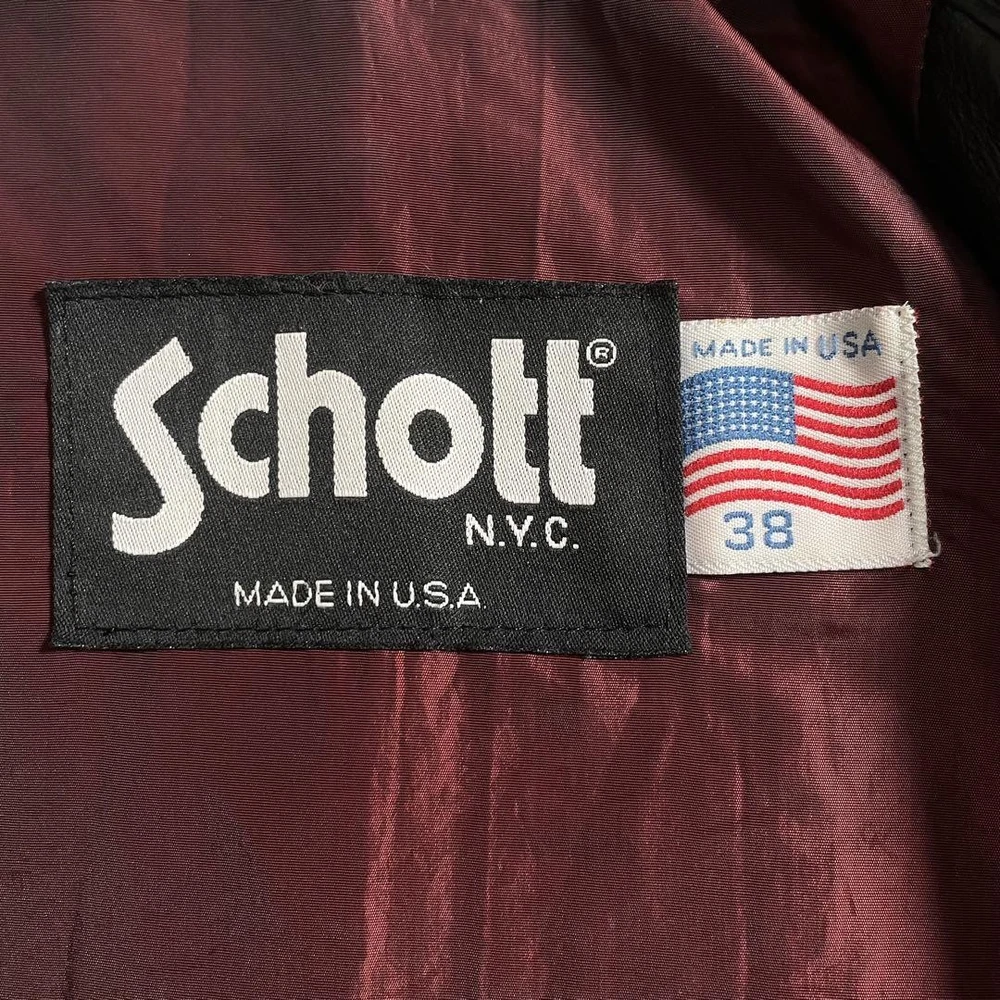 Schott®
N.Y.C.
MADE IN U.S.A.
MADE IN USA
38